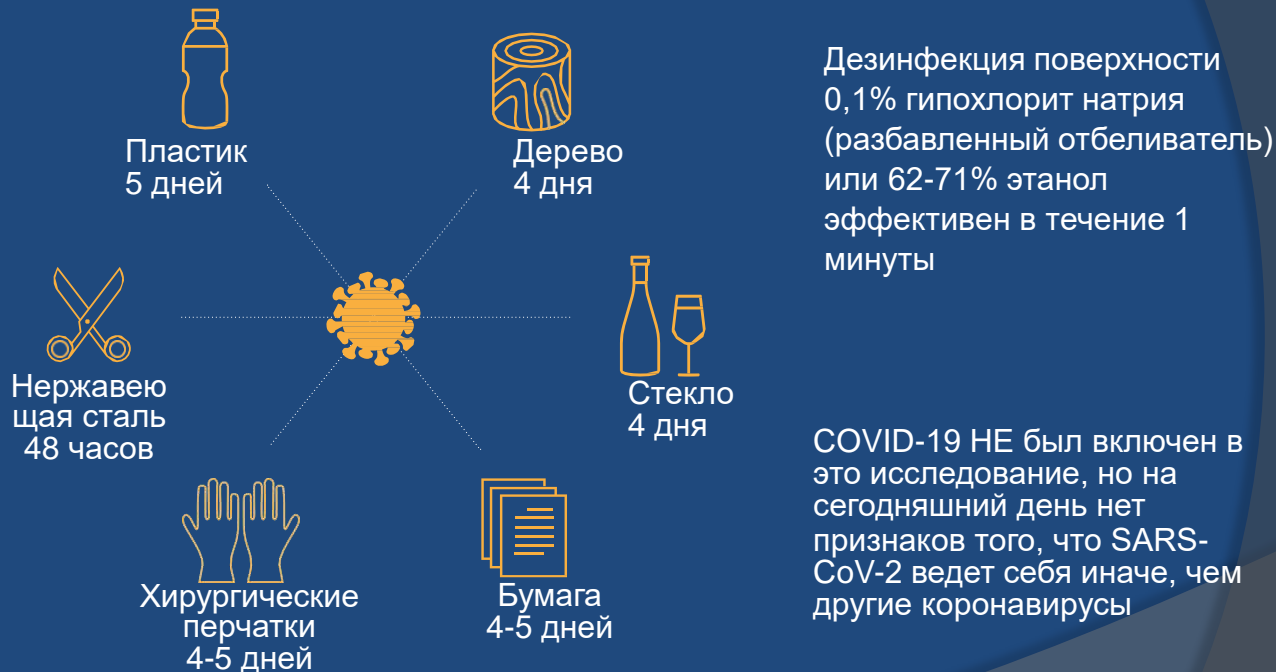 Пластик
5 дней
Дерево
4 дня
Нержавею
щая сталь
48 часов
Стекло
4 дня
Хирургические
перчатки
4-5 дней
Бумага
4-5 дней
Дезинфекция поверхности
0,1% гипохлорит натрия
(разбавленный отбеливатель)
или 62-71% этанол
эффективен в течение 1
минуты
COVID-19 НЕ был включен в
это исследование, но на
сегодняшний день нет
признаков того, что SARS-
CoV-2 ведет себя иначе, чем
другие коронавирусы